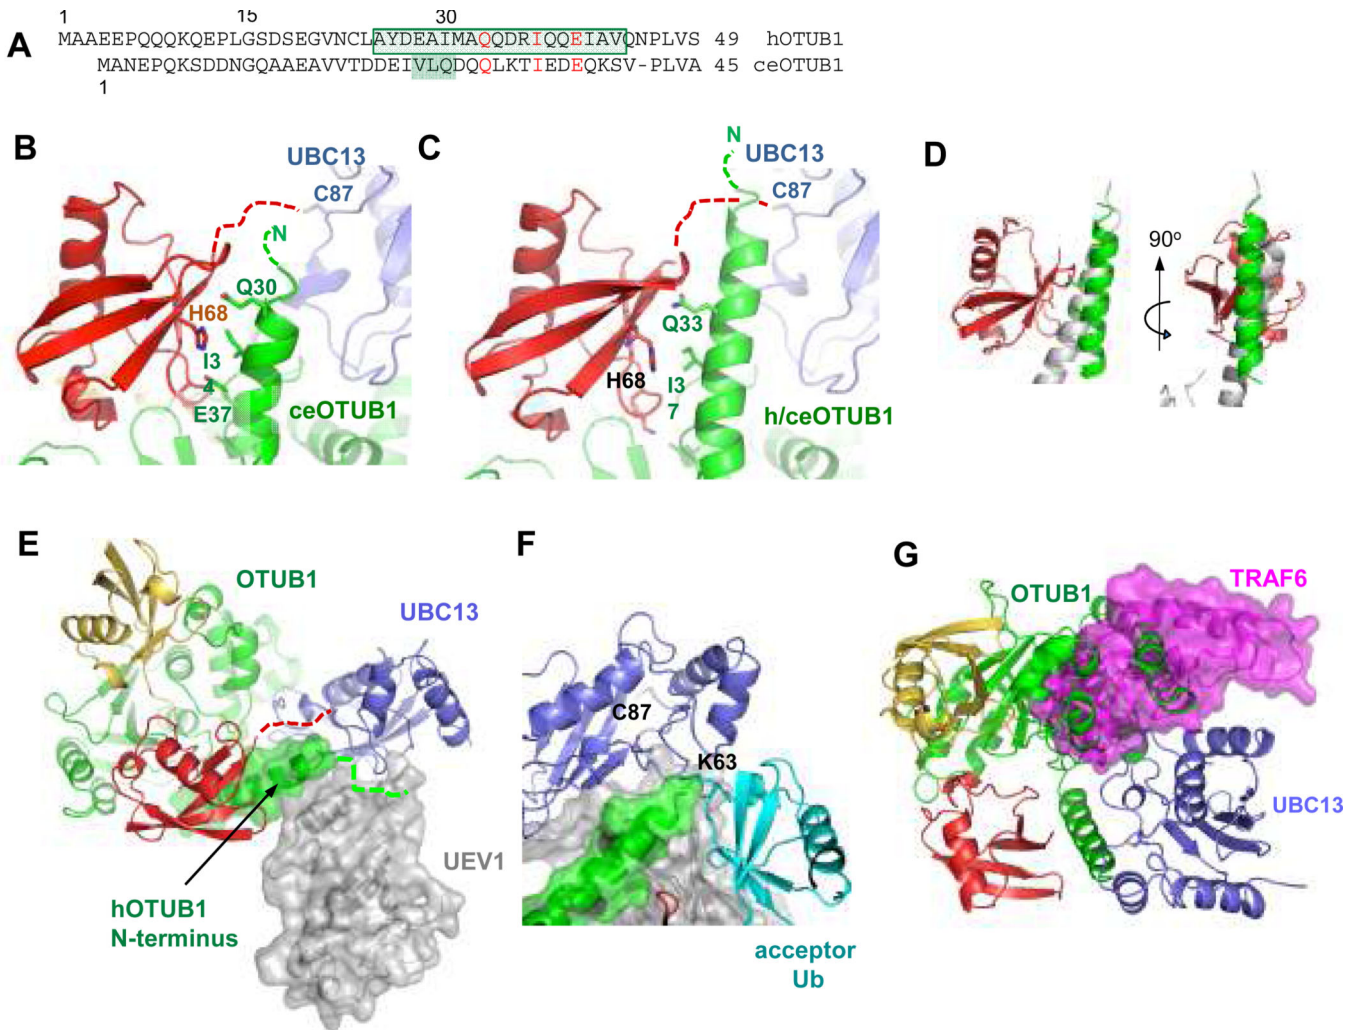 1 15 30
A MAAEEPQQQKQEPLGSDSEGVNCLAYDEAIMAQQDRIQQEIAVQNPLVS 49 hOTUB1
MANEPQKSDDNGQAAEAVVTDDEIVLQDQQLKTIEDEQKSV-PLVA 45 ceOTUB1
1
B
UBC13
C87
N
Q30
H68
I3
4
E37
ceOTUB1
C
N
UBC13
C87
Q33
H68
I3
7
h/ceOTUB1
D
90º
E
OTUB1
UBC13
UEV1
hOTUB1
N-terminus
F
C87
K63
acceptor
Ub
G
OTUB1
TRAF6
UBC13